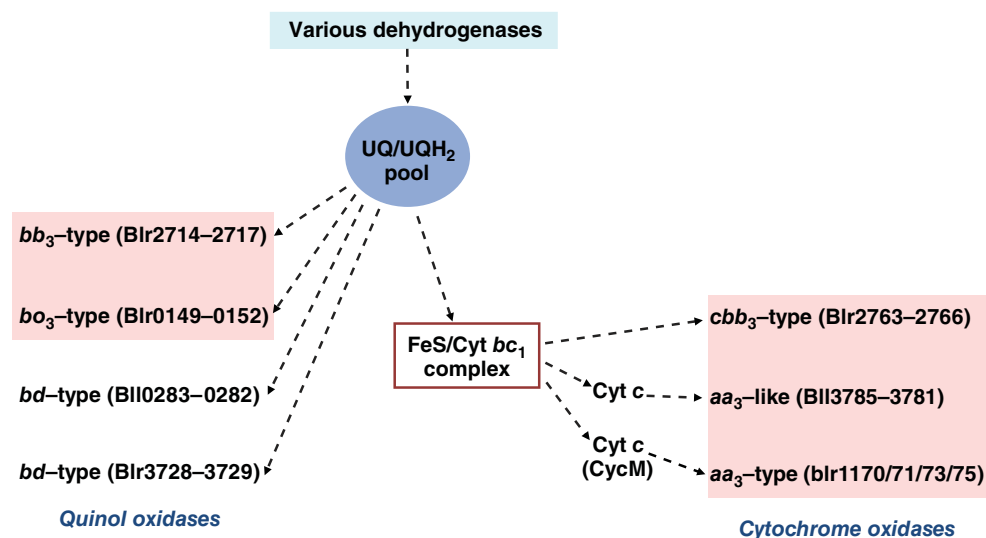 Various dehydrogenases
UQ/UQH₂
pool
bb₃–type (Blr2714–2717)
bo₃–type (Blr0149–0152)
bd–type (Bll0283–0282)
bd–type (Blr3728–3729)
Quinol oxidases
FeS/Cyt bc₁
complex
Cyt c
Cyt c
(CycM)
cbb₃–type (Blr2763–2766)
aa₃–like (Bll3785–3781)
aa₃–type (blr1170/71/73/75)
Cytochrome oxidases